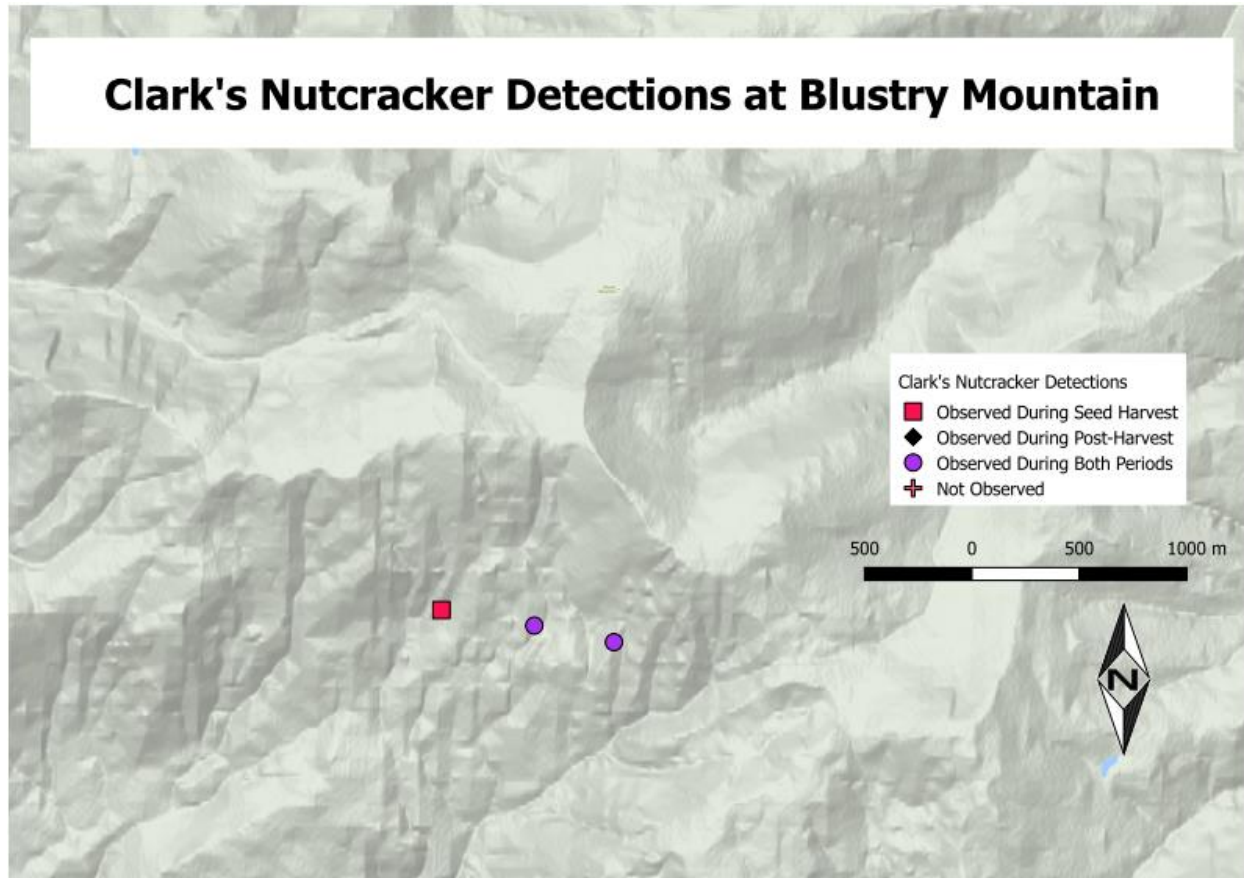 Clark's Nutcracker Detections at Blustry Mountain
Clark's Nutcracker Detections
Observed During Seed Harvest
Observed During Post-Harvest
Observed During Both Periods
Not Observed
500 0 500 1000 m
N